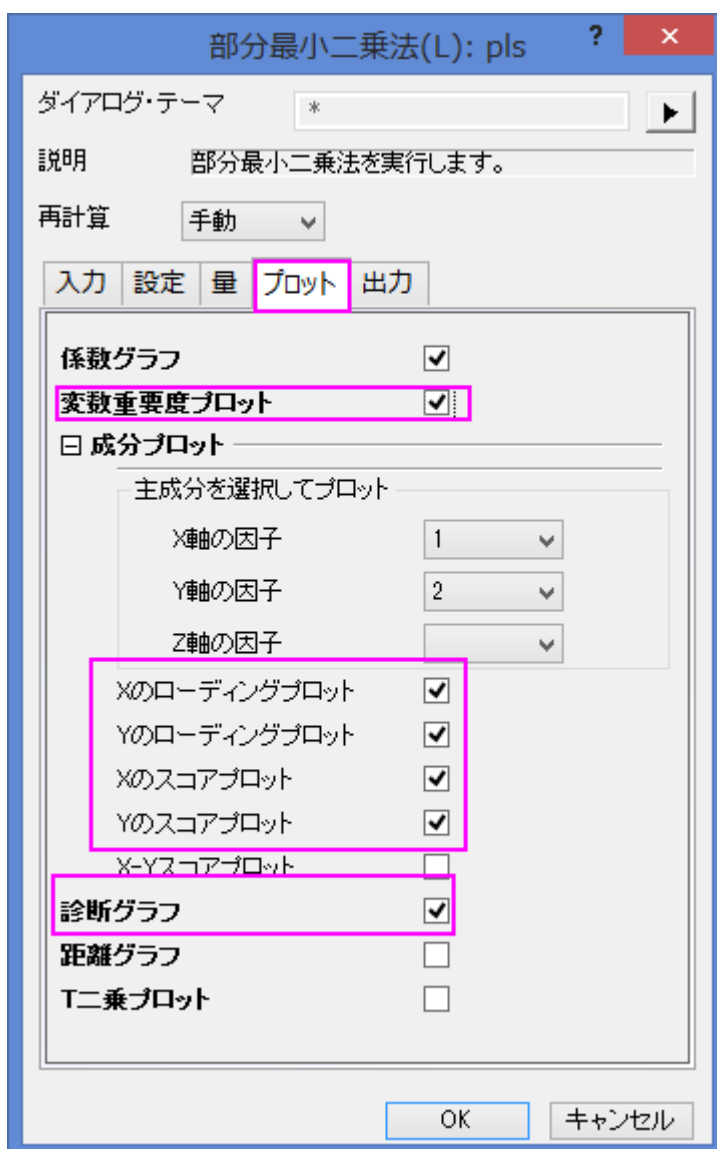 部分最小二乗法(L): pls ? ×
ダイアログ・テーマ *
説明 部分最小二乗法を実行します。
再計算 手動
入力 設定 量 プロット 出力
係数グラフ
変数重要度プロット
成分プロット
主成分を選択してプロット
X軸の因子 1
Y軸の因子 2
Z軸の因子
Xのローディングプロット
Yのローディングプロット
Xのスコアプロット
Yのスコアプロット
X-Yスコアプロット
診断グラフ
距離グラフ
T二乗プロット
OK キャンセル